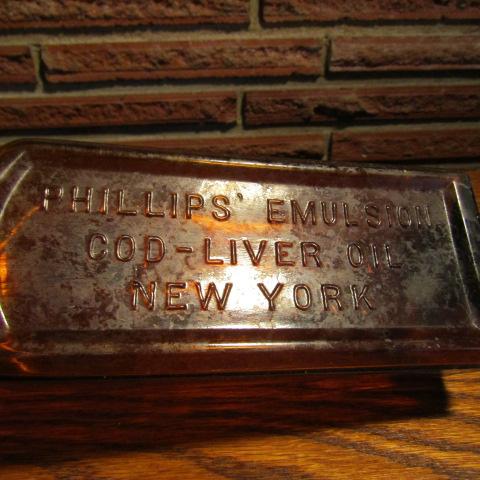 PHILLIPS' EMULSION
COD-LIVER OIL
NEW YORK